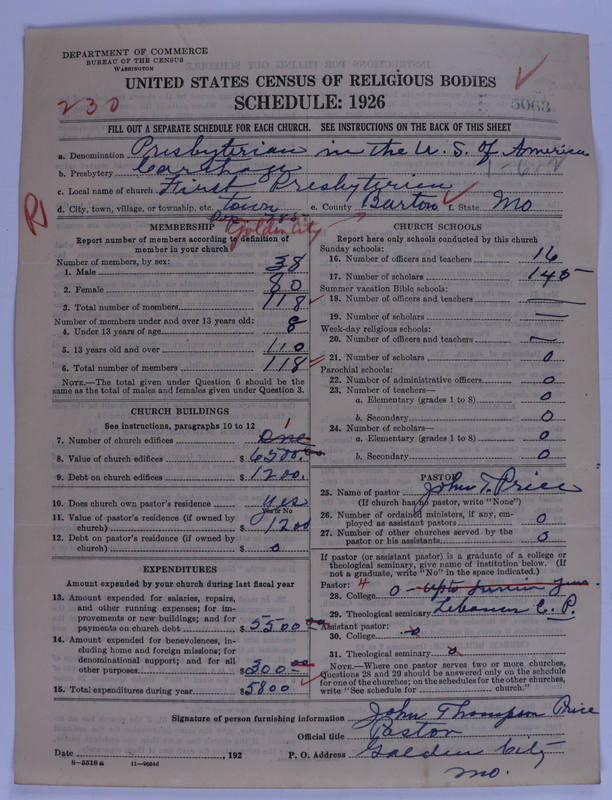 DEPARTMENT OF COMMERCE
BUREAU OF THE CENSUS
WASHINGTON
UNITED STATES CENSUS OF RELIGIOUS BODIES
SCHEDULE: 1926
230
5063
FILL OUT A SEPARATE SCHEDULE FOR EACH CHURCH. SEE INSTRUCTIONS ON THE BACK OF THIS SHEET
a. Denomination Presbyterian in the U. S. of America
b. Presbytery Carthage
c. Local name of church First Presbyterian
d. City, town, village, or township, etc. town e. County Barton f. State Mo
Golden City
MEMBERSHIP
Report number of members according to definition of member in your church
Number of members, by sex:
1. Male 38
2. Female 80
3. Total number of members 118
Number of members under and over 13 years old:
4. Under 13 years of age 8
5. 13 years old and over 110
6. Total number of members 118
NOTE.—The total given under Question 6 should be the same as the total of males and females given under Question 3.
CHURCH BUILDINGS
See instructions, paragraphs 10 to 12
7. Number of church edifices One 1
8. Value of church edifices $ 6500.00
9. Debt on church edifices $ 1200.
10. Does church own pastor's residence yes
Yes or No
11. Value of pastor's residence (if owned by church) $ 1200
12. Debt on pastor's residence (if owned by church) $ 0
EXPENDITURES
Amount expended by your church during last fiscal year
13. Amount expended for salaries, repairs, and other running expenses; for improvements or new buildings; and for payments on church debt $ 5500.00
14. Amount expended for benevolences, including home and foreign missions; for denominational support; and for all other purposes $ 300.00
15. Total expenditures during year $ 5800
CHURCH SCHOOLS
Report here only schools conducted by this church
Sunday schools:
16. Number of officers and teachers 16
17. Number of scholars 145
Summer vacation Bible schools:
18. Number of officers and teachers —
19. Number of scholars —
Week-day religious schools:
20. Number of officers and teachers —
21. Number of scholars 0
Parochial schools:
22. Number of administrative officers 0
23. Number of teachers—
a. Elementary (grades 1 to 8) 0
b. Secondary 0
24. Number of scholars—
a. Elementary (grades 1 to 8) 0
b. Secondary 0
PASTOR
25. Name of pastor John T. Price
(If church has no pastor, write "None")
26. Number of ordained ministers, if any, employed as assistant pastors 0
27. Number of other churches served by the pastor or his assistants 0
If pastor (or assistant pastor) is a graduate of a college or theological seminary, give name of institution below. (If not a graduate, write "No" in the space indicated.)
Pastor:
28. College 0 - up to Junior year
29. Theological seminary Lebanon C. P.
Assistant pastor:
30. College 0
31. Theological seminary 0
NOTE.—Where one pastor serves two or more churches, Questions 28 and 29 should be answered only on the schedule for one of the churches; on the schedules for the other churches, write "See schedule for ........ church."
Signature of person furnishing information John Thompson Price
Official title Pastor
Date ........, 192 P. O. Address Golden City
Mo.
8—5518 a